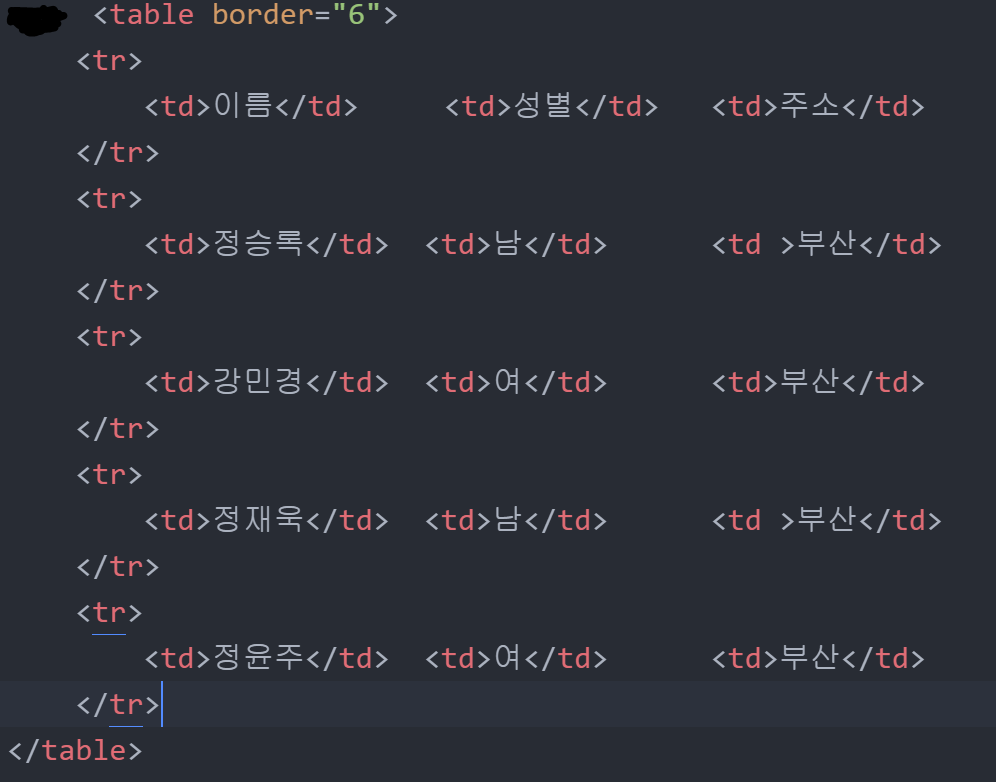 <table border="6">
<tr>
<td>이름</td> <td>성별</td> <td>주소</td>
</tr>
<tr>
<td>정승록</td> <td>남</td> <td >부산</td>
</tr>
<tr>
<td>강민경</td> <td>여</td> <td>부산</td>
</tr>
<tr>
<td>정재욱</td> <td>남</td> <td >부산</td>
</tr>
<tr>
<td>정윤주</td> <td>여</td> <td>부산</td>
</tr>
</table>